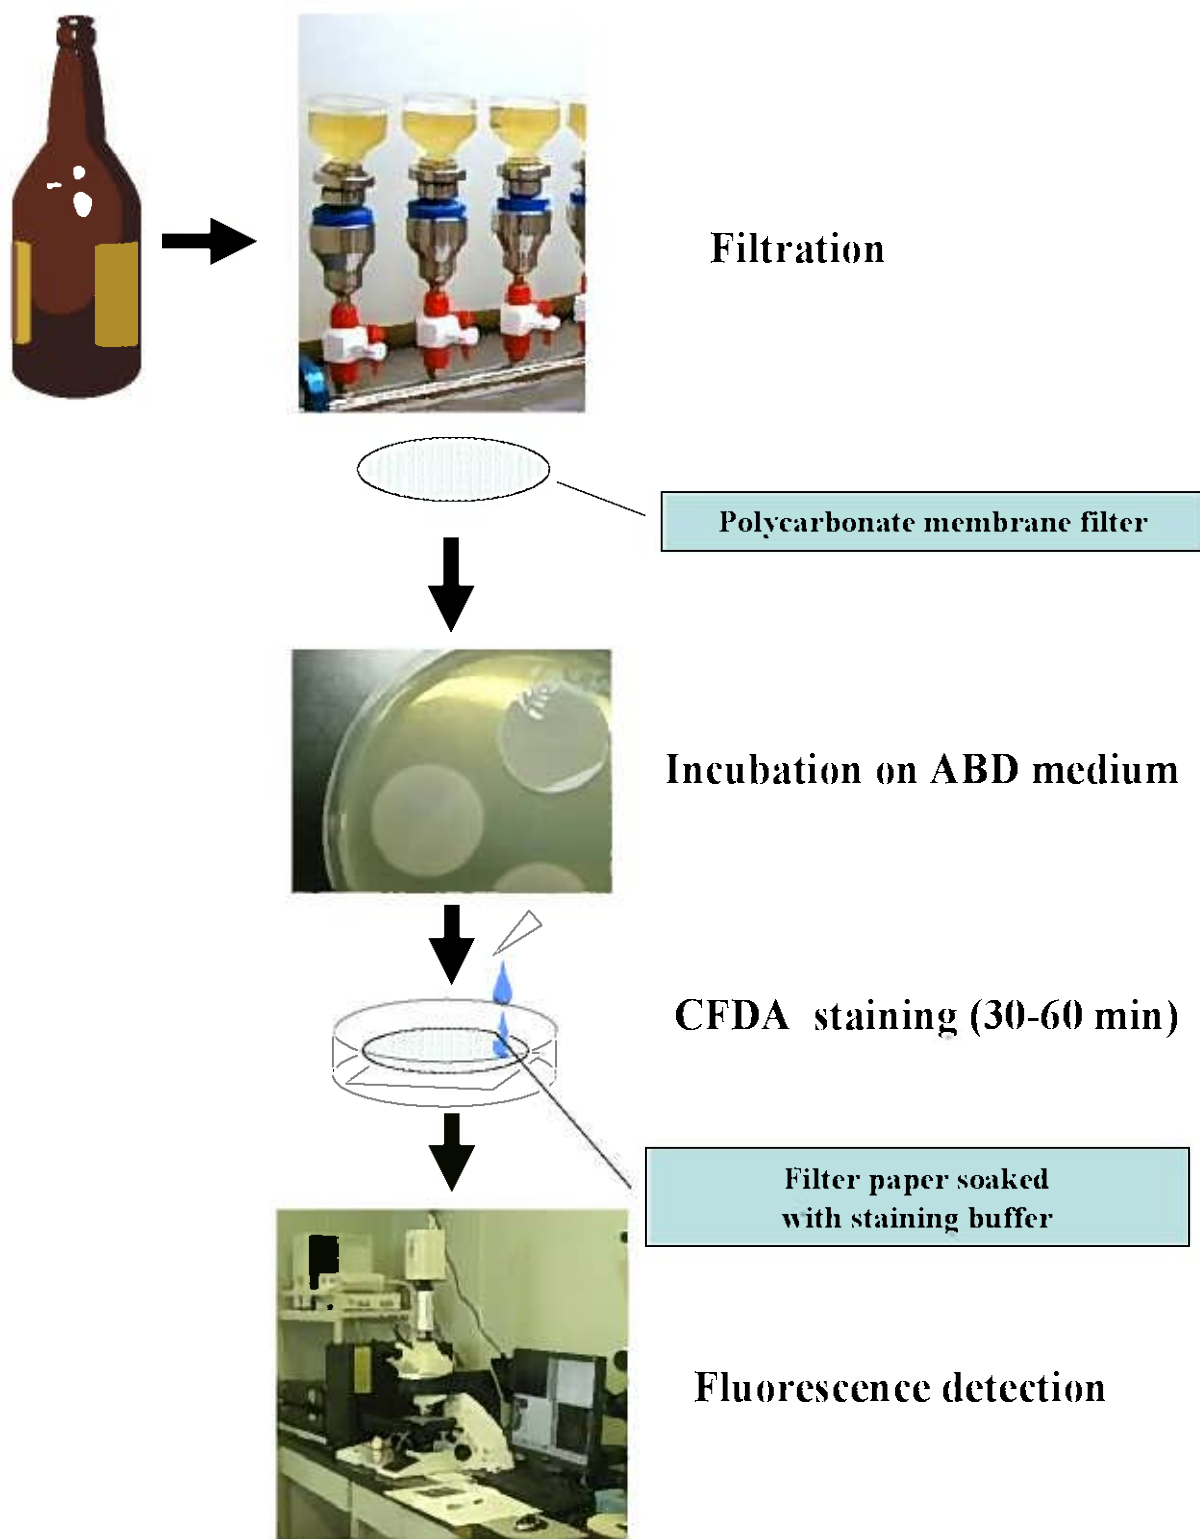 Filtration
Polycarbonate membrane filter
Incubation on ABD medium
CFDA staining (30-60 min)
Filter paper soaked
with staining buffer
Fluorescence detection